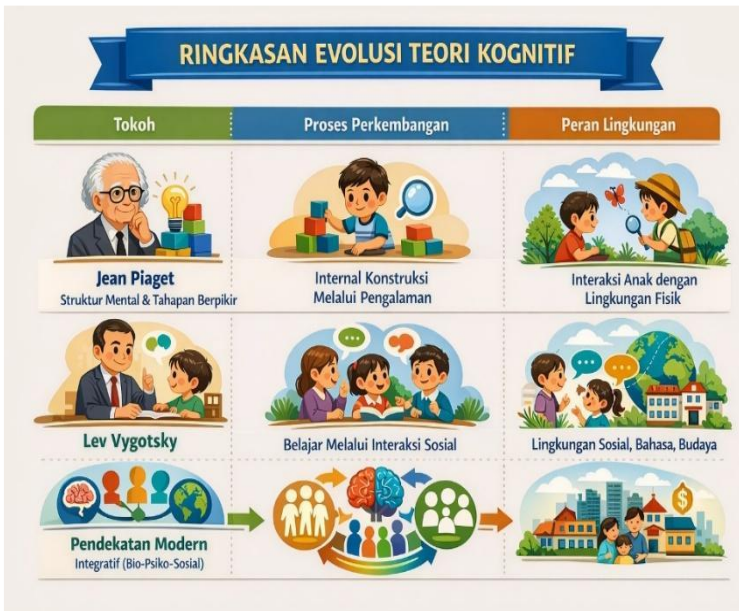 RINGKASAN EVOLUSI TEORI KOGNITIF
Tokoh
Proses Perkembangan
Peran Lingkungan
Jean Piaget
Struktur Mental & Tahapan Berpikir
Internal Konstruksi
Melalui Pengalaman
Interaksi Anak dengan
Lingkungan Fisik
Lev Vygotsky
Belajar Melalui Interaksi Sosial
Lingkungan Sosial, Bahasa, Budaya
Pendekatan Modern
Integratif (Bio-Psiko-Sosial)
$